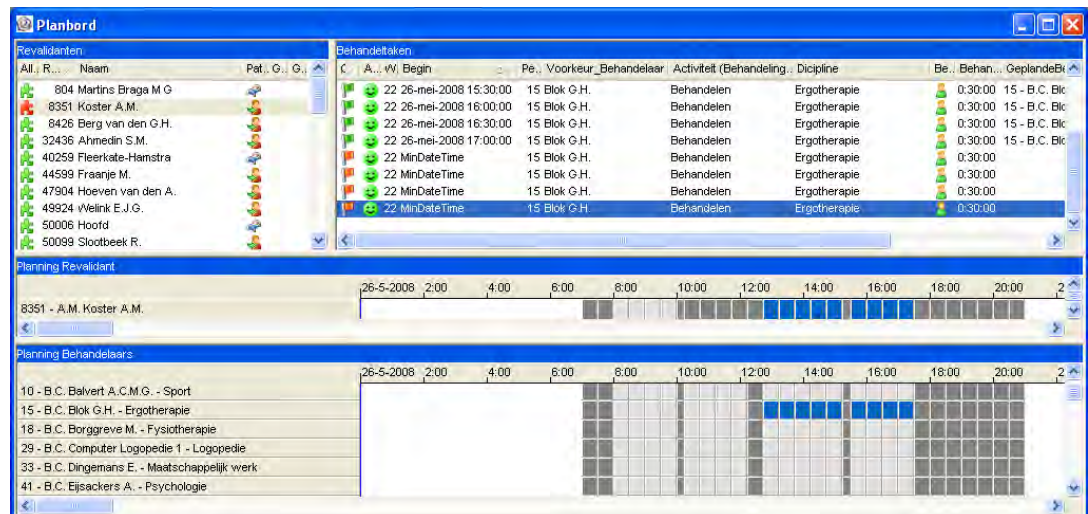 Planbord
Revalidanten
All.. R... Naam Pat.. G.. G..
804 Martins Braga M G
8351 Koster A.M.
8426 Berg van den G.H.
32436 Ahmedin S.M.
40259 Fleerkate-Hamstra
44599 Fraanje M.
47904 Hoeven van den A.
49924 Welink E.J.G.
50006 Hoofd
50099 Slootbeek R.
Behandeltaken
C A... W. Begin Pe.. Voorkeur_Behandelaar Activiteit (Behandeling.. Dicipline Be.. Behan... GeplandeBe
22 26-mei-2008 15:30:00 15 Blok G.H. Behandelen Ergotherapie 0:30:00 15 - B.C. Blo
22 26-mei-2008 16:00:00 15 Blok G.H. Behandelen Ergotherapie 0:30:00 15 - B.C. Blo
22 26-mei-2008 16:30:00 15 Blok G.H. Behandelen Ergotherapie 0:30:00 15 - B.C. Blo
22 26-mei-2008 17:00:00 15 Blok G.H. Behandelen Ergotherapie 0:30:00 15 - B.C. Blo
22 MinDateTime 15 Blok G.H. Behandelen Ergotherapie 0:30:00
22 MinDateTime 15 Blok G.H. Behandelen Ergotherapie 0:30:00
22 MinDateTime 15 Blok G.H. Behandelen Ergotherapie 0:30:00
22 MinDateTime 15 Blok G.H. Behandelen Ergotherapie 0:30:00
Planning Revalidant
26-5-2008 2:00 4:00 6:00 8:00 10:00 12:00 14:00 16:00 18:00 20:00 2
8351 - A.M. Koster A.M.
Planning Behandelaars
26-5-2008 2:00 4:00 6:00 8:00 10:00 12:00 14:00 16:00 18:00 20:00 2
10 - B.C. Balvert A.C.M.G. - Sport
15 - B.C. Blok G.H. - Ergotherapie
18 - B.C. Borggreve M. - Fysiotherapie
29 - B.C. Computer Logopedie 1 - Logopedie
33 - B.C. Dingemans E. - Maatschappelijk werk
41 - B.C. Eijsackers A. - Psychologie